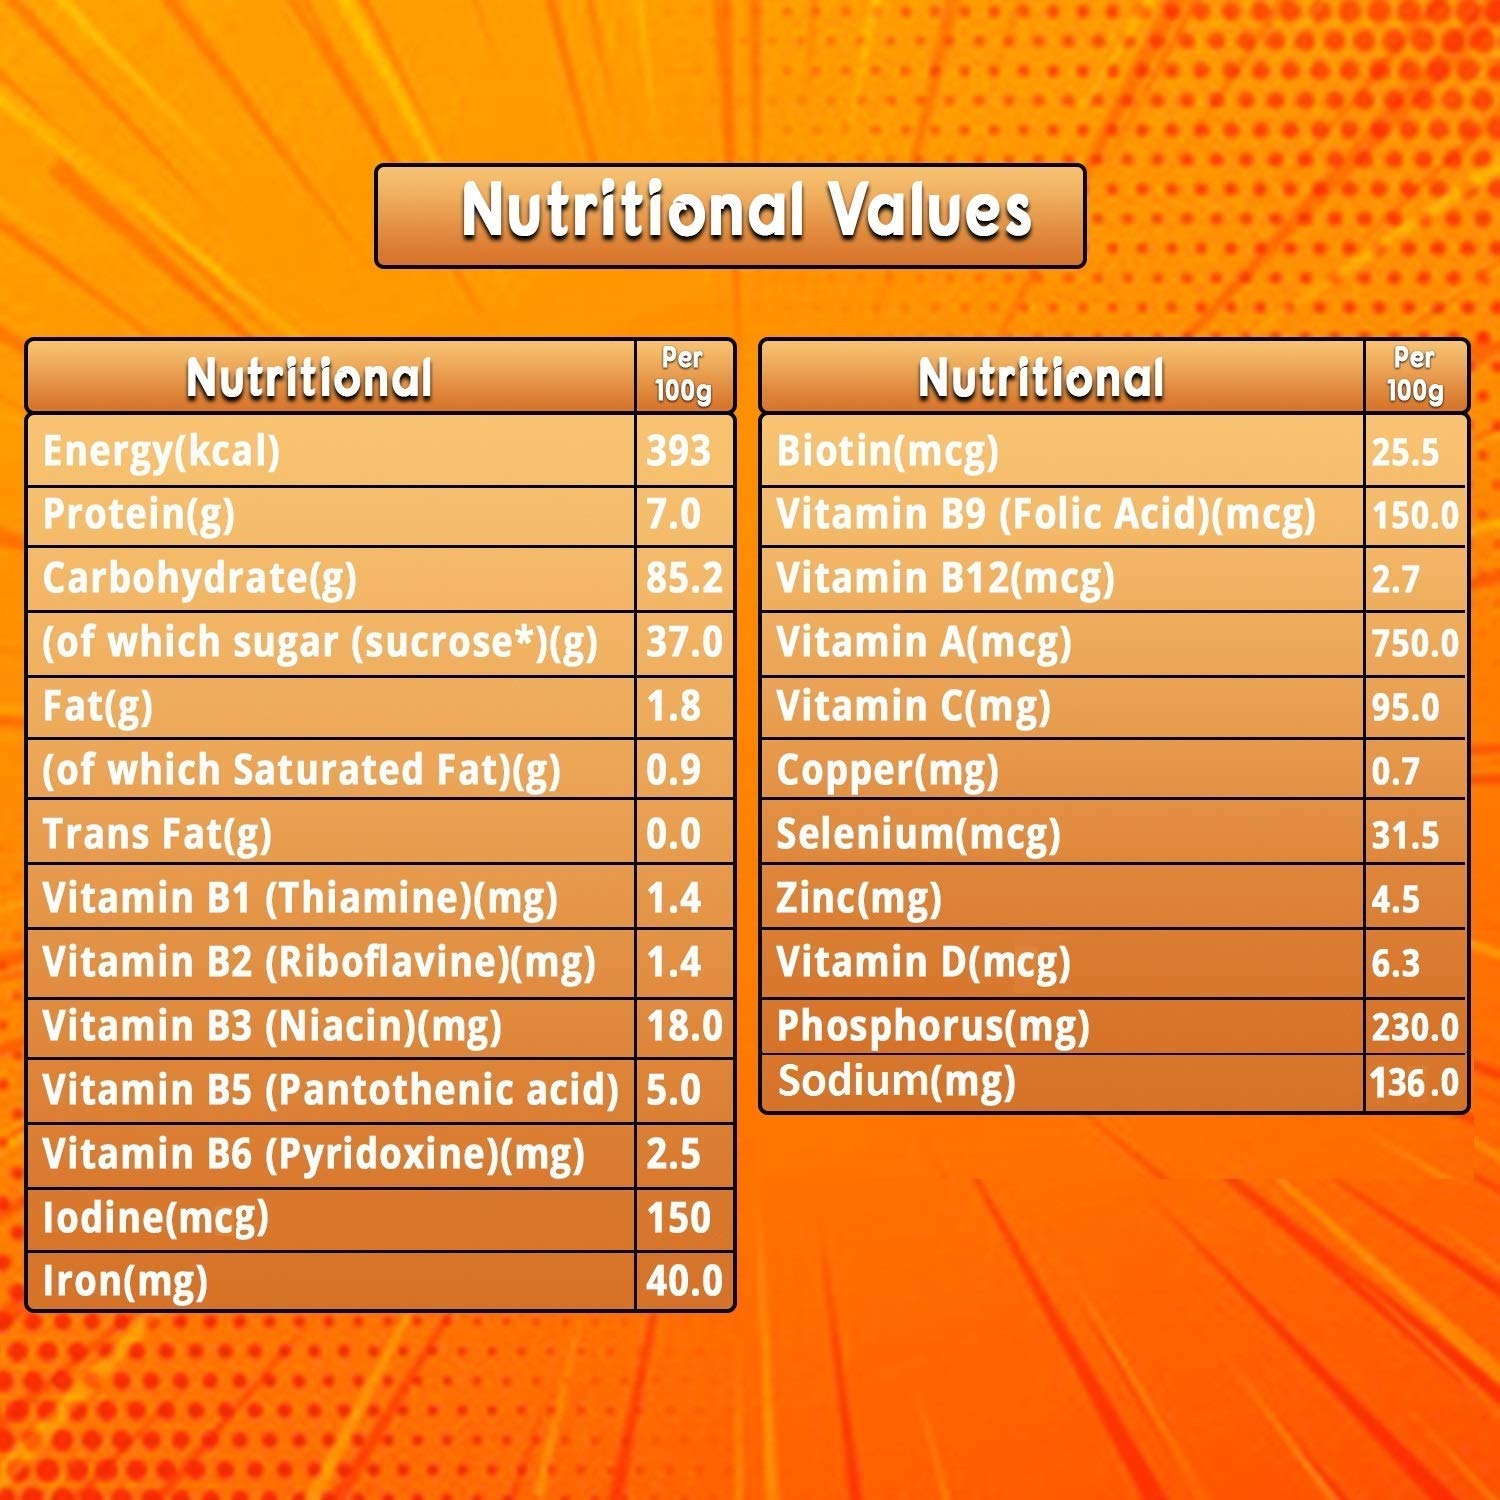 Nutritional Values
Nutritional Per 100g
Energy(kcal) 393
Protein(g) 7.0
Carbohydrate(g) 85.2
(of which sugar (sucrose*)(g) 37.0
Fat(g) 1.8
(of which Saturated Fat)(g) 0.9
Trans Fat(g) 0.0
Vitamin B1 (Thiamine)(mg) 1.4
Vitamin B2 (Riboflavine)(mg) 1.4
Vitamin B3 (Niacin)(mg) 18.0
Vitamin B5 (Pantothenic acid) 5.0
Vitamin B6 (Pyridoxine)(mg) 2.5
Iodine(mcg) 150
Iron(mg) 40.0
Nutritional Per 100g
Biotin(mcg) 25.5
Vitamin B9 (Folic Acid)(mcg) 150.0
Vitamin B12(mcg) 2.7
Vitamin A(mcg) 750.0
Vitamin C(mg) 95.0
Copper(mg) 0.7
Selenium(mcg) 31.5
Zinc(mg) 4.5
Vitamin D(mcg) 6.3
Phosphorus(mg) 230.0
Sodium(mg) 136.0